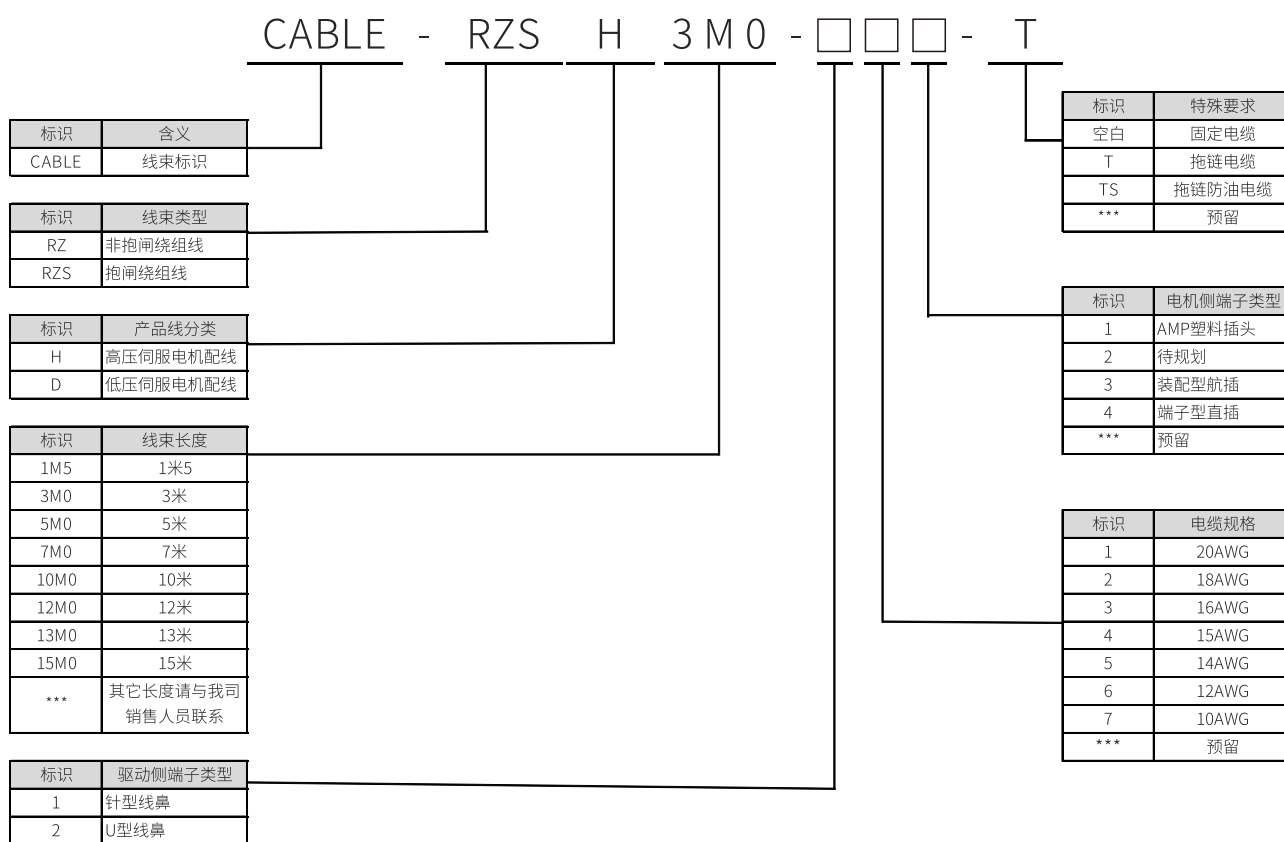 CABLE - RZS H 3M0 - □□□ - T
标识 含义
CABLE 线束标识
标识 线束类型
RZ 非抱闸绕组线
RZS 抱闸绕组线
标识 产品线分类
H 高压伺服电机配线
D 低压伺服电机配线
标识 线束长度
1M5 1米5
3M0 3米
5M0 5米
7M0 7米
10M0 10米
12M0 12米
13M0 13米
15M0 15米
*** 其它长度请与我司
销售人员联系
标识 驱动侧端子类型
1 针型线鼻
2 U型线鼻
标识 特殊要求
空白 固定电缆
T 拖链电缆
TS 拖链防油电缆
*** 预留
标识 电机侧端子类型
1 AMP塑料插头
2 待规划
3 装配型航插
4 端子型直插
*** 预留
标识 电缆规格
1 20AWG
2 18AWG
3 16AWG
4 15AWG
5 14AWG
6 12AWG
7 10AWG
*** 预留